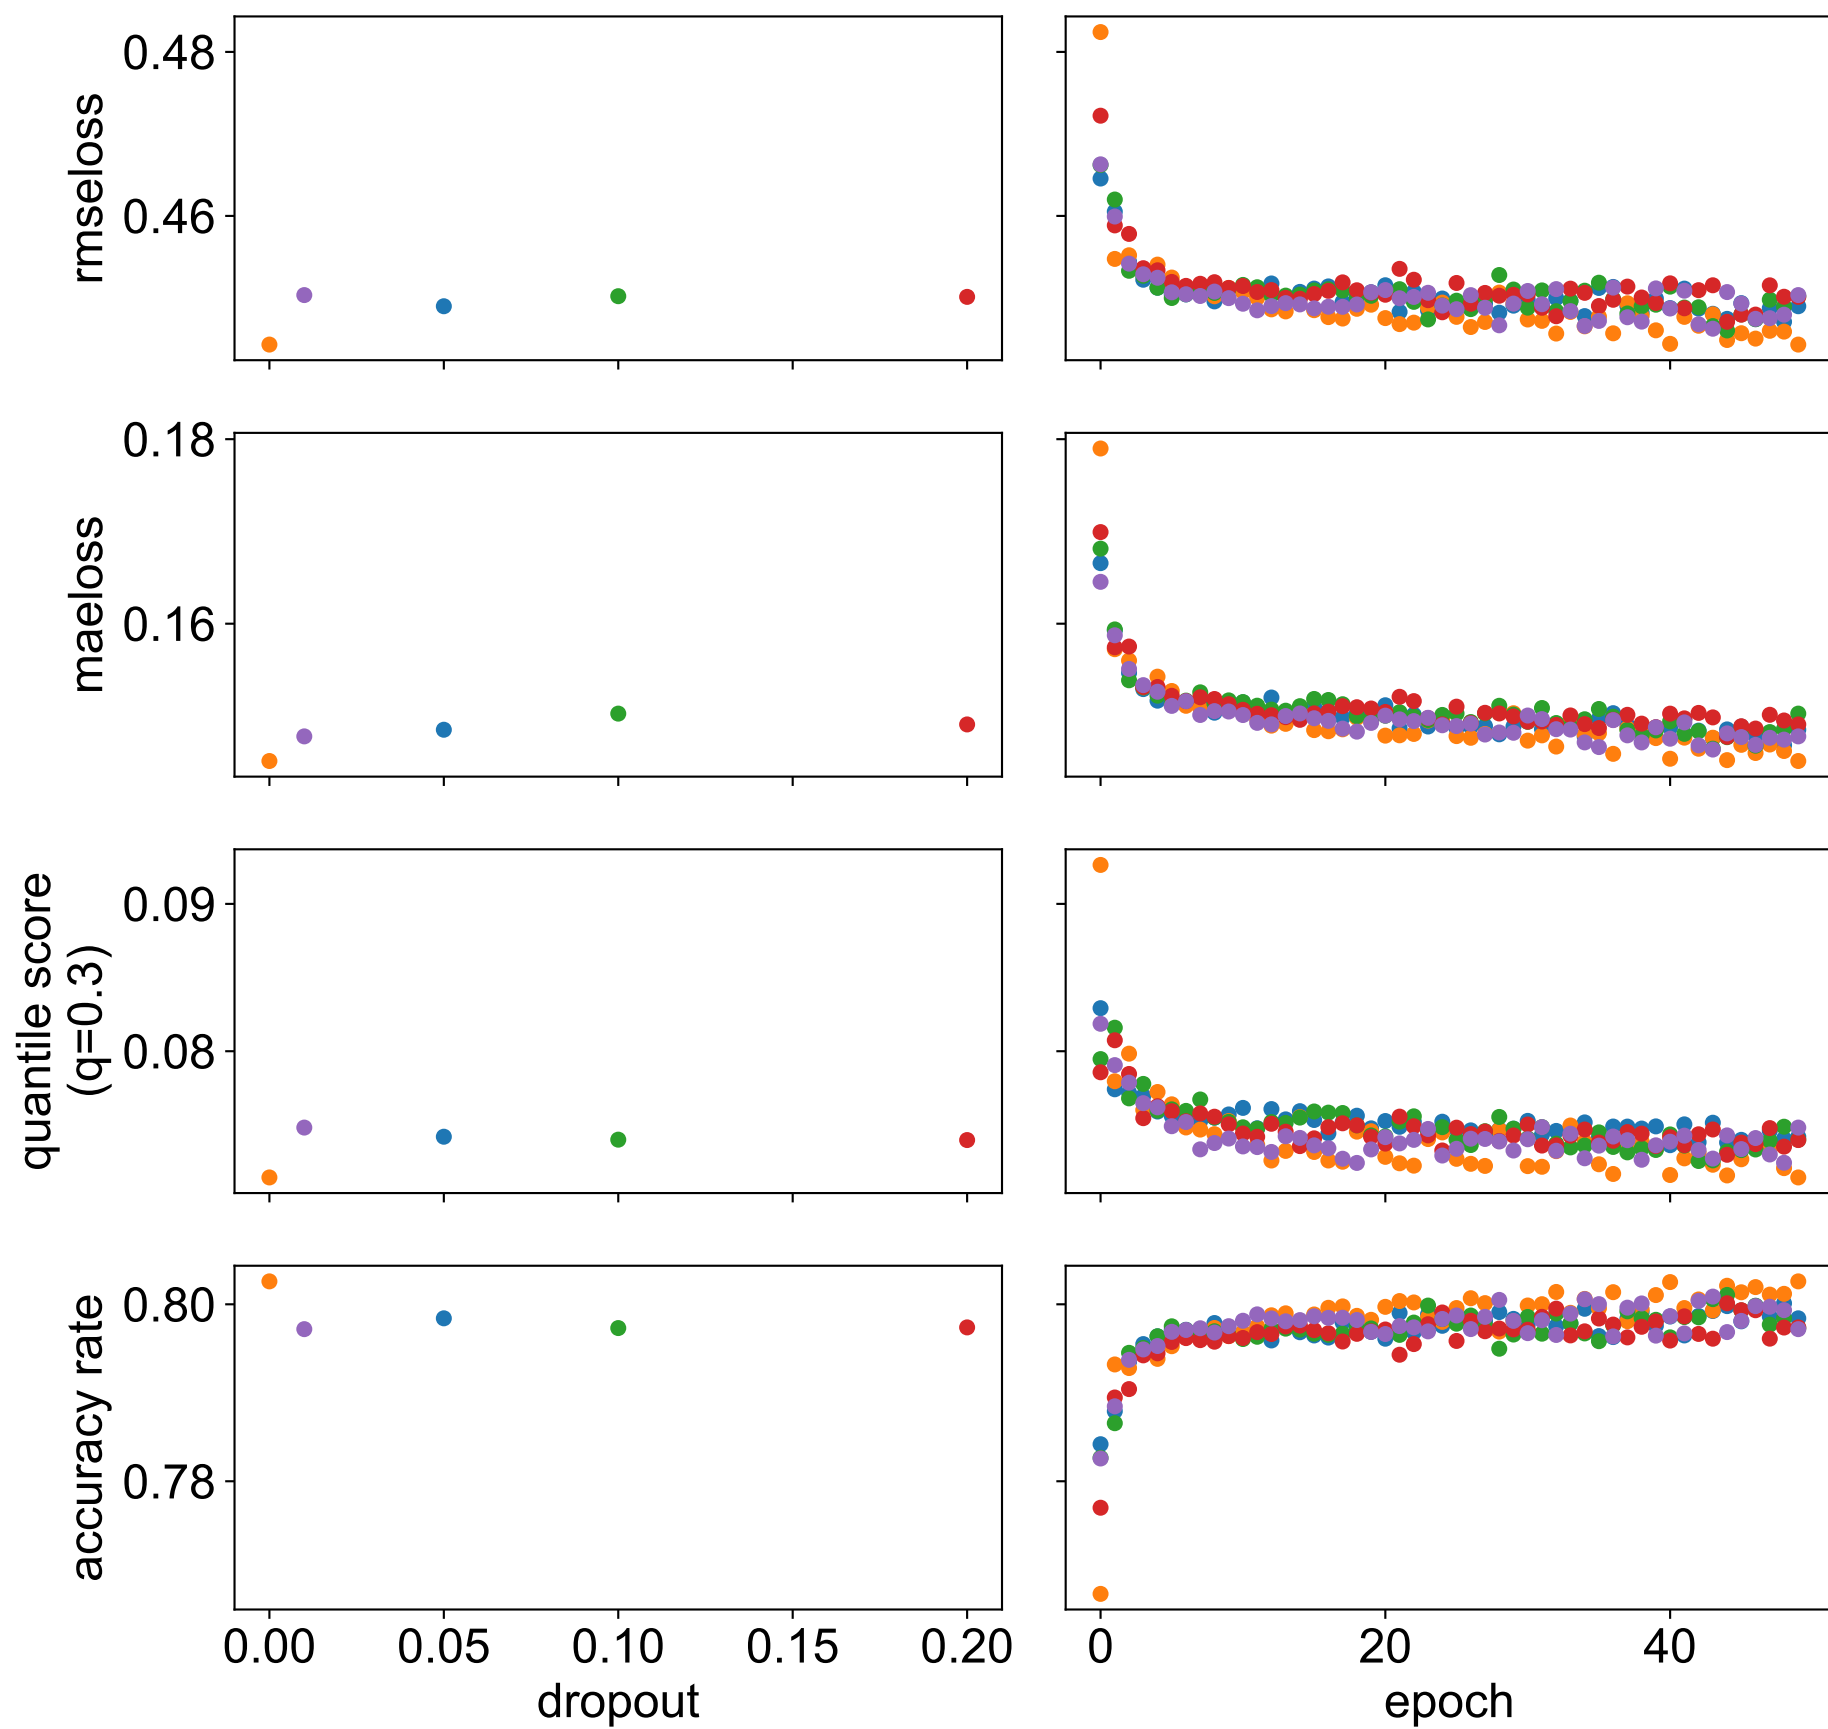 rmseloss
0.48
0.46
maeloss
0.18
0.16
quantile score
(q=0.3)
0.09
0.08
accuracy rate
0.80
0.78
0.00 0.05 0.10 0.15 0.20
dropout
0 20 40
epoch